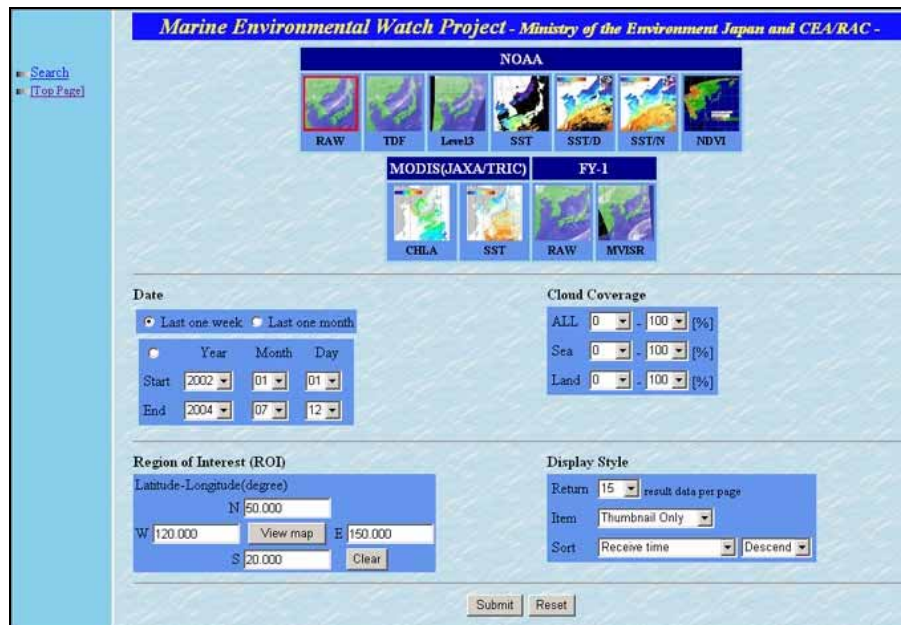 Marine Environmental Watch Project - Ministry of the Environment Japan and CEA/RAC -
Search
[Top Page]
NOAA
RAW TDF Level3 SST SST/D SST/N NDVI
MODIS(JAXA/TRIC) FY-1
CHLA SST RAW MVISR
Date
Last one week Last one month
Year Month Day
Start 2002 01 01
End 2004 07 12
Cloud Coverage
ALL 0 - 100 [%]
Sea 0 - 100 [%]
Land 0 - 100 [%]
Region of Interest (ROI)
Latitude-Longitude(degree)
N 50.000
W 120.000 View map E 150.000
S 20.000 Clear
Display Style
Return 15 result data per page
Item Thumbnail Only
Sort Receive time Descend
Submit Reset